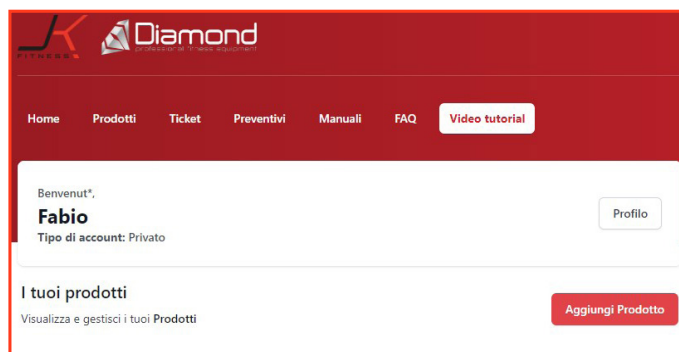 JK
FITNESS
Diamond
professional fitness equipment
Home Prodotti Ticket Preventivi Manuali FAQ Video tutorial
Benvenut*,
Fabio
Tipo di account: Privato
Profilo
I tuoi prodotti
Visualizza e gestisci i tuoi Prodotti
Aggiungi Prodotto